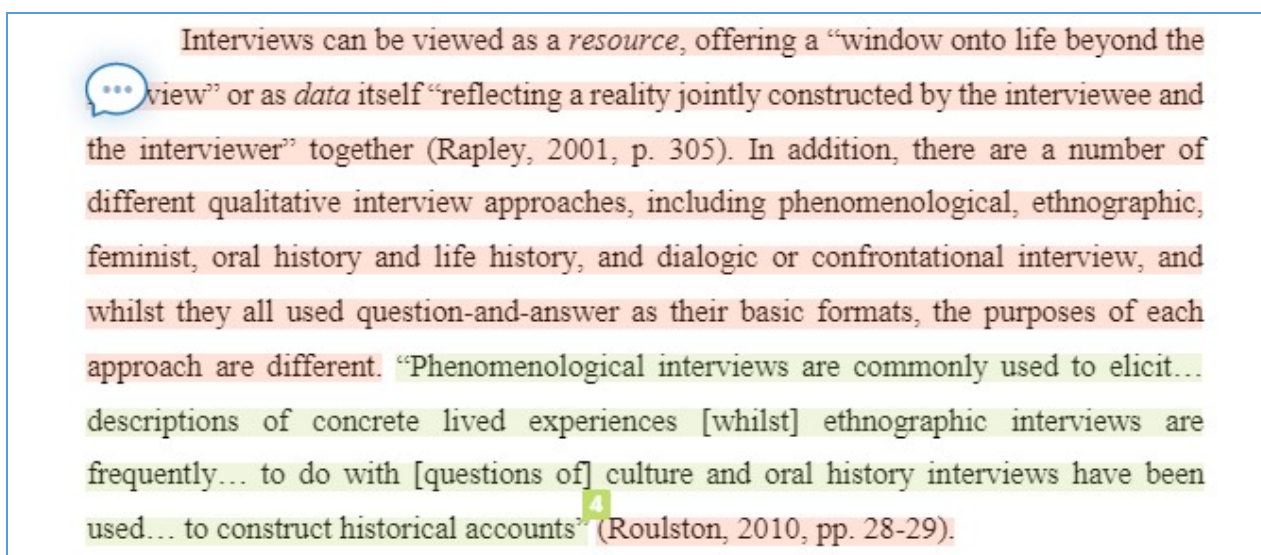 Interviews can be viewed as a resource, offering a “window onto life beyond the
view” or as data itself “reflecting a reality jointly constructed by the interviewee and
the interviewer” together (Rapley, 2001, p. 305). In addition, there are a number of
different qualitative interview approaches, including phenomenological, ethnographic,
feminist, oral history and life history, and dialogic or confrontational interview, and
whilst they all used question-and-answer as their basic formats, the purposes of each
approach are different. “Phenomenological interviews are commonly used to elicit…
descriptions of concrete lived experiences [whilst] ethnographic interviews are
frequently… to do with [questions of] culture and oral history interviews have been
4
used… to construct historical accounts” (Roulston, 2010, pp. 28-29).